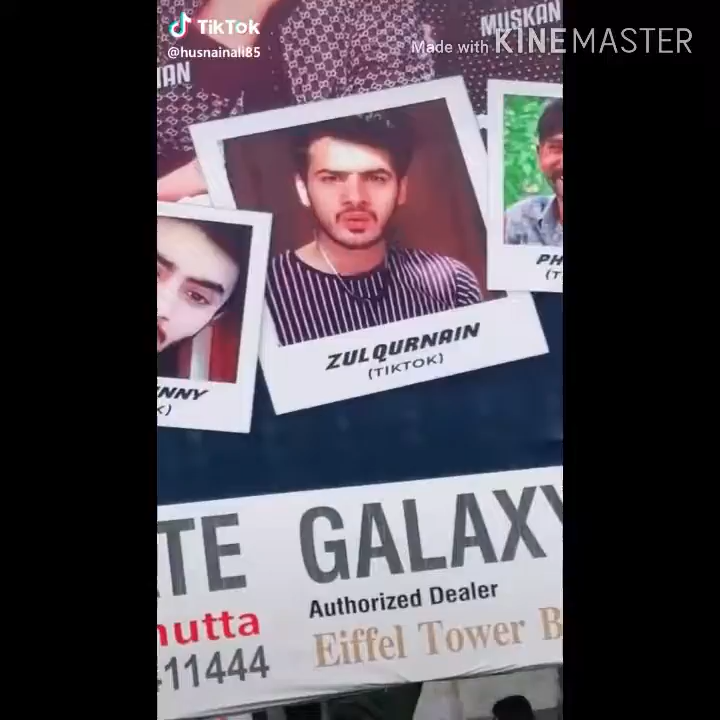 TikTok
@husnainali85
Made with KINEMASTER
MUSKAN
ZULQURNAIN
(TIKTOK)
GALAXY
Authorized Dealer
Eiffel Tower B
11444